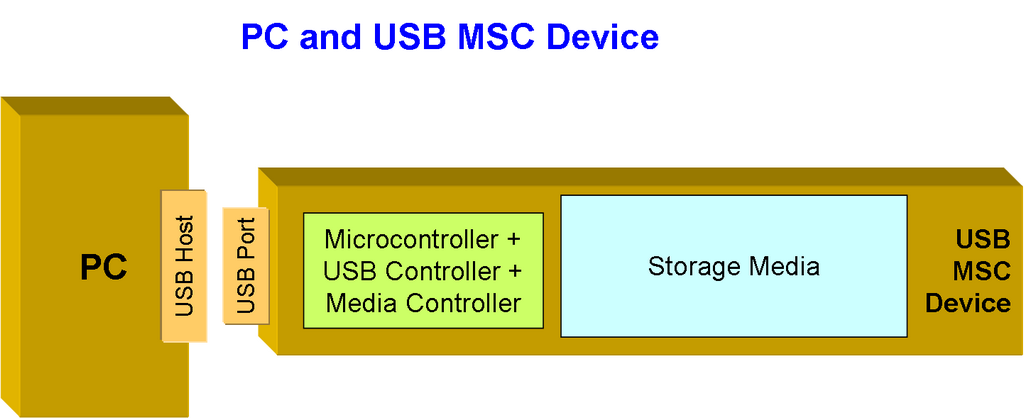 PC and USB MSC Device
PC
USB Host
USB Port
Microcontroller +
USB Controller +
Media Controller
Storage Media
USB
MSC
Device